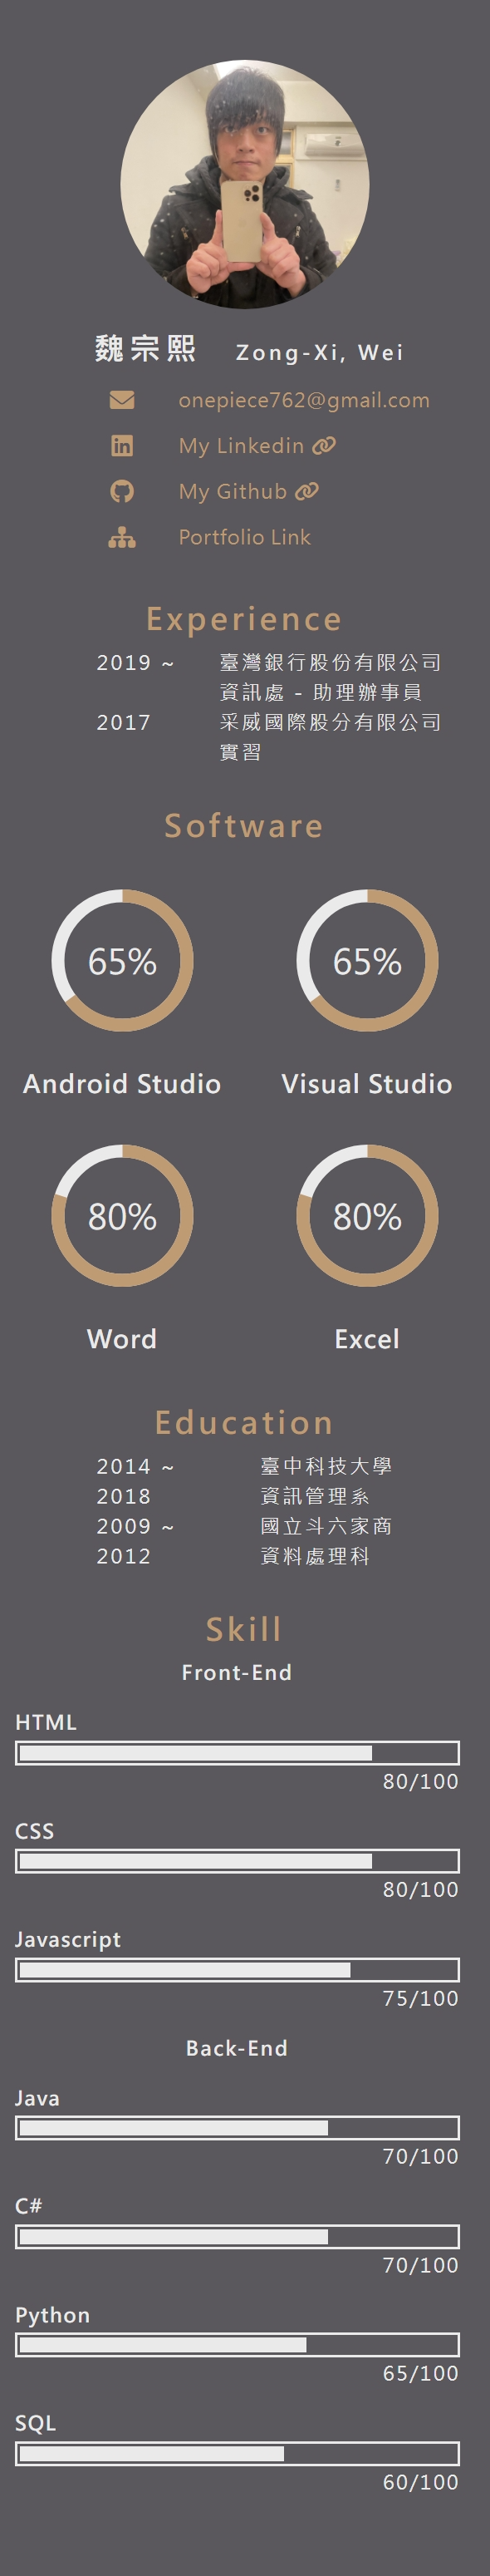 魏宗熙 Zong-Xi, Wei
onepiece762@gmail.com
My Linkedin
My Github
Portfolio Link
Experience
2019 ~ 臺灣銀行股份有限公司
資訊處 - 助理辦事員
2017 采威國際股分有限公司
實習
Software
65% 65%
Android Studio Visual Studio
80% 80%
Word Excel
Education
2014 ~ 臺中科技大學
2018 資訊管理系
2009 ~ 國立斗六家商
2012 資料處理科
Skill
Front-End
HTML
80/100
CSS
80/100
Javascript
75/100
Back-End
Java
70/100
C#
70/100
Python
65/100
SQL
60/100